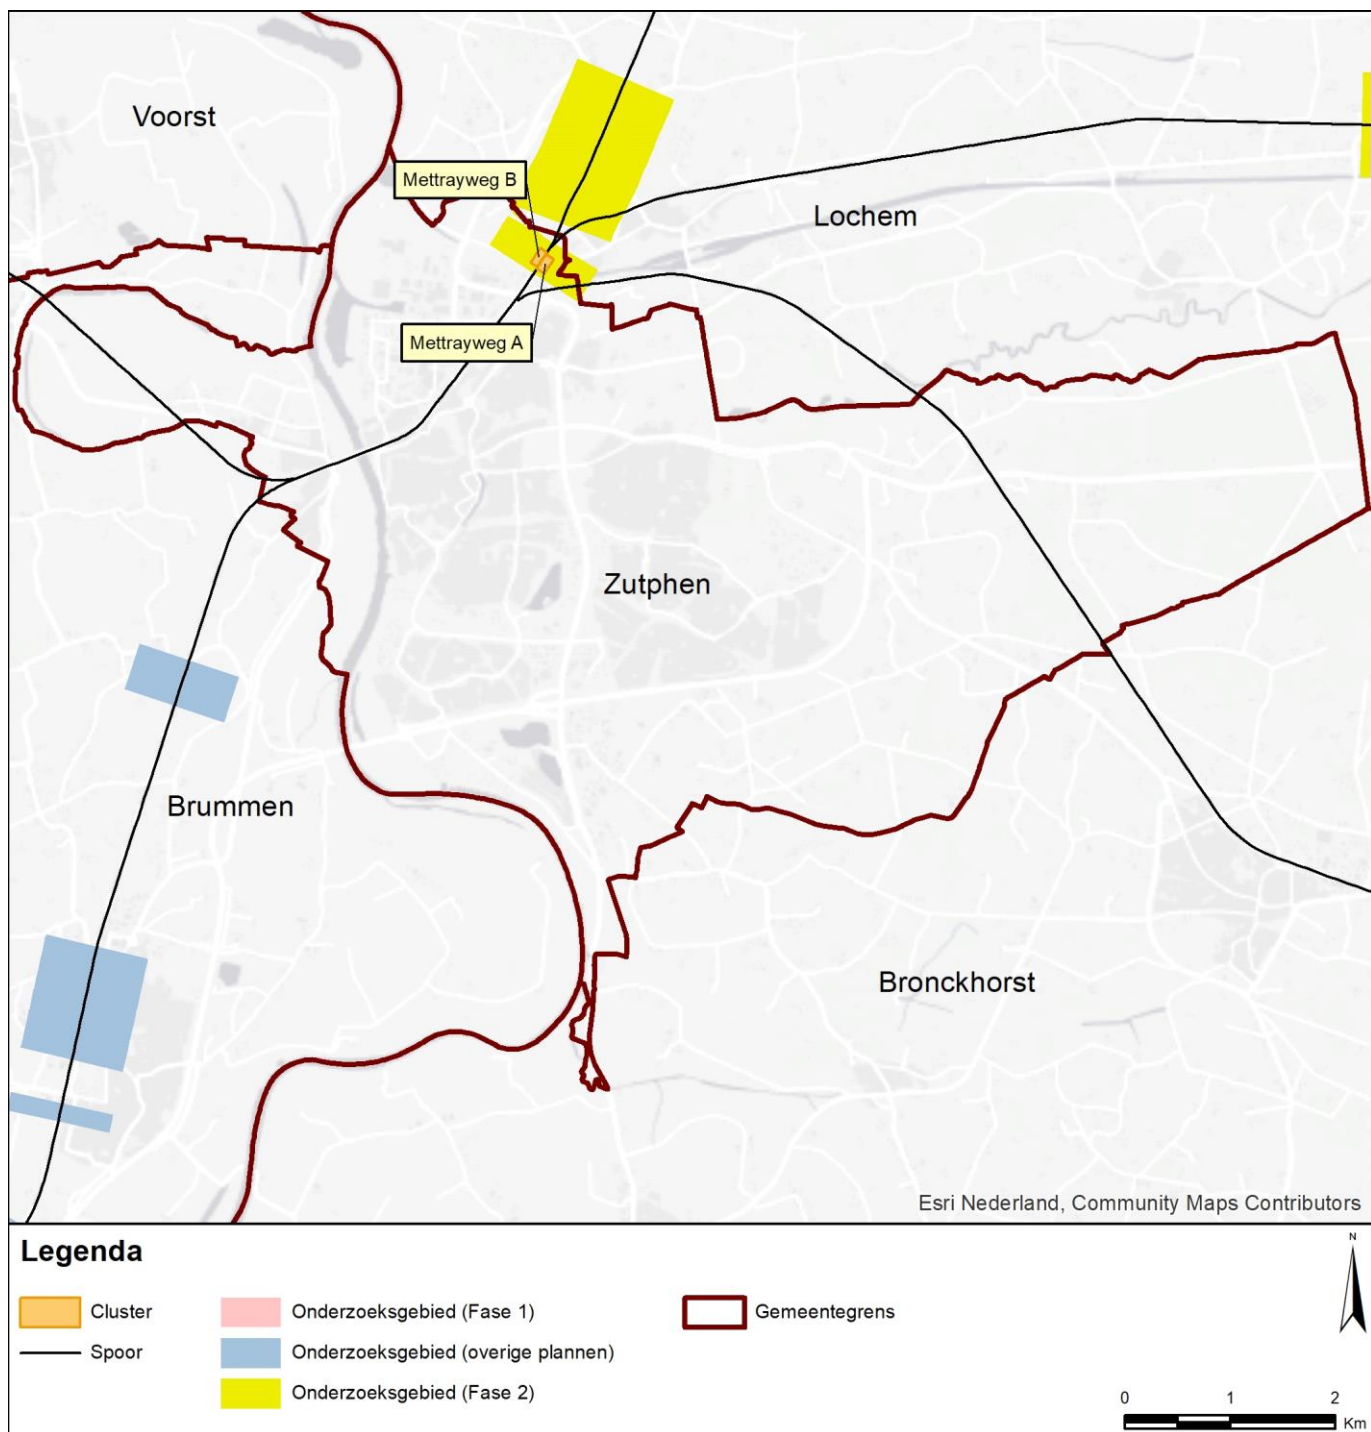 Voorst
Mettrayweg B
Lochem
Mettrayweg A
Zutphen
Brummen
Bronckhorst
Esri Nederland, Community Maps Contributors
Legenda
N
Cluster
Onderzoeksgebied (Fase 1)
Gemeentegrens
Spoor
Onderzoeksgebied (overige plannen)
Onderzoeksgebied (Fase 2)
0 1 2
Km